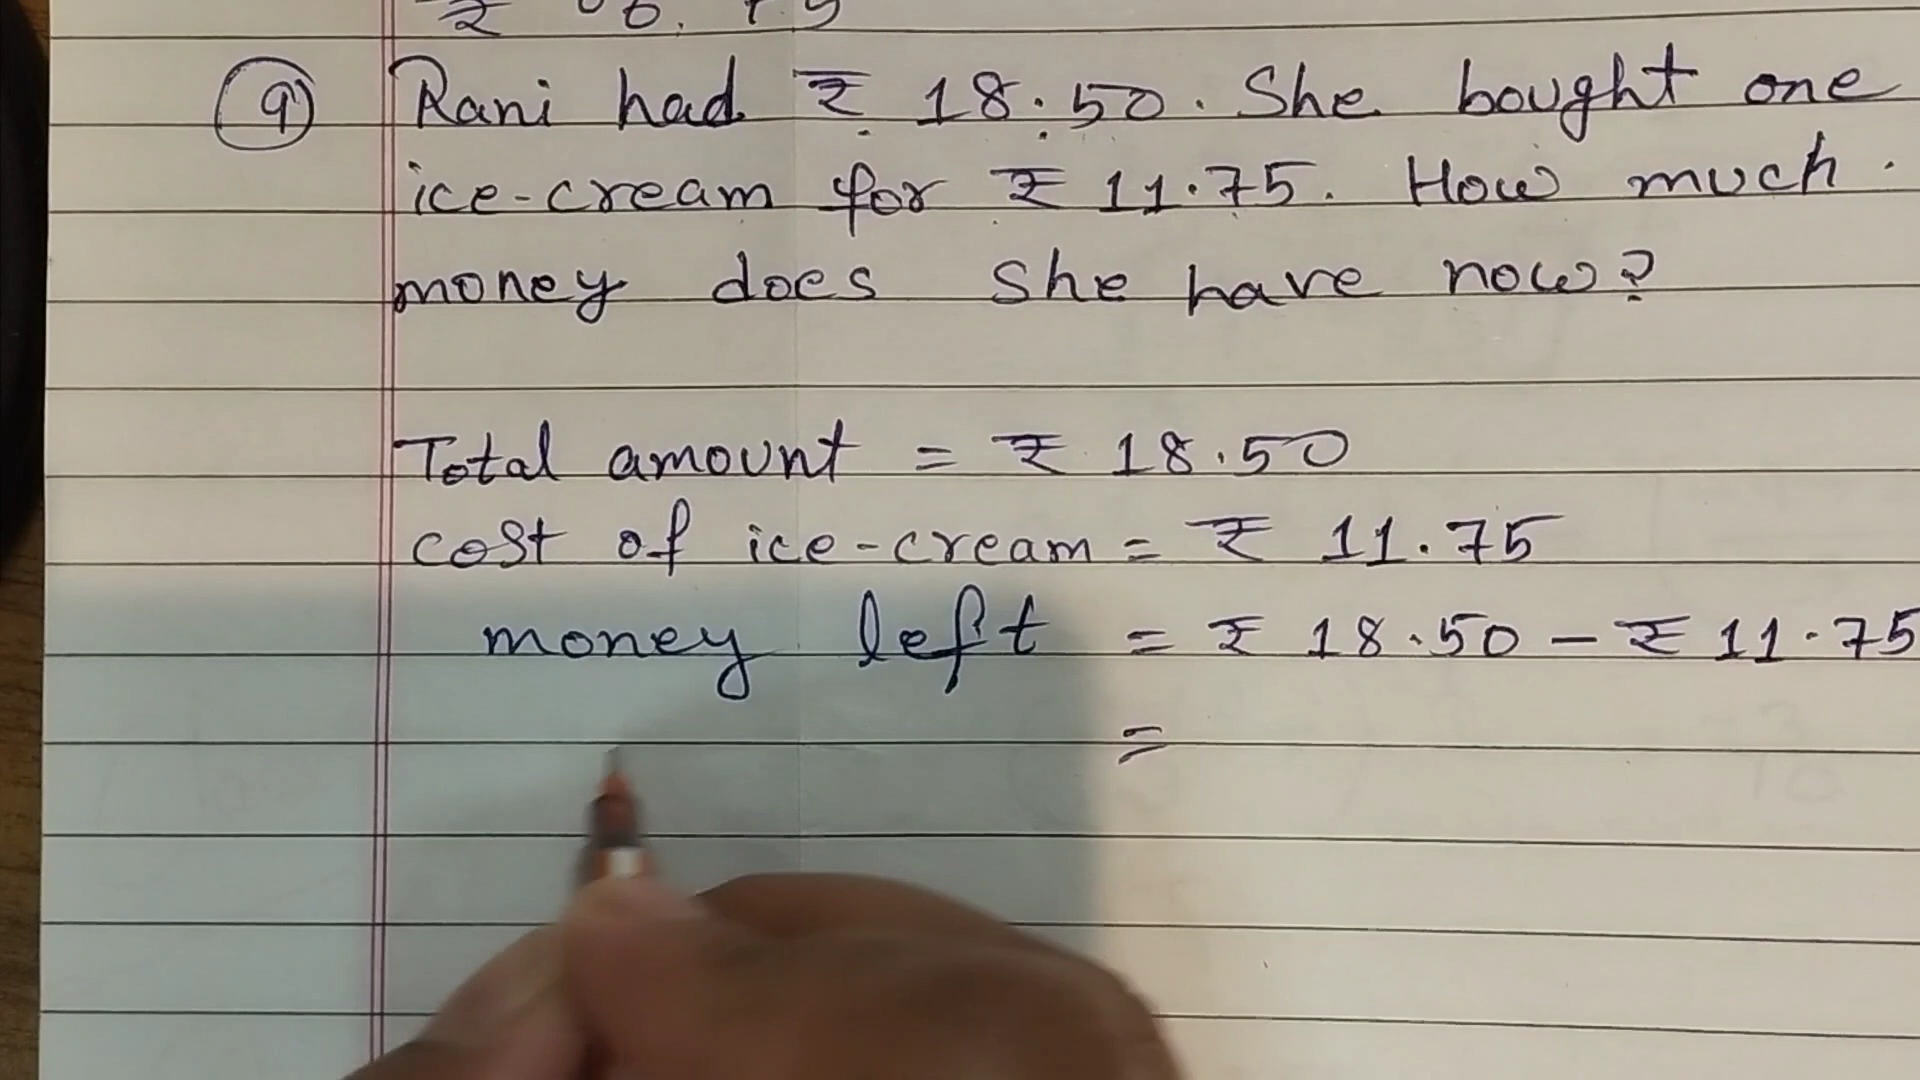 (9) Rani had ₹ 18.50. She bought one
ice-cream for ₹ 11.75. How much
money does she have now?
Total amount = ₹ 18.50
cost of ice-cream = ₹ 11.75
money left = ₹ 18.50 - ₹ 11.75
=